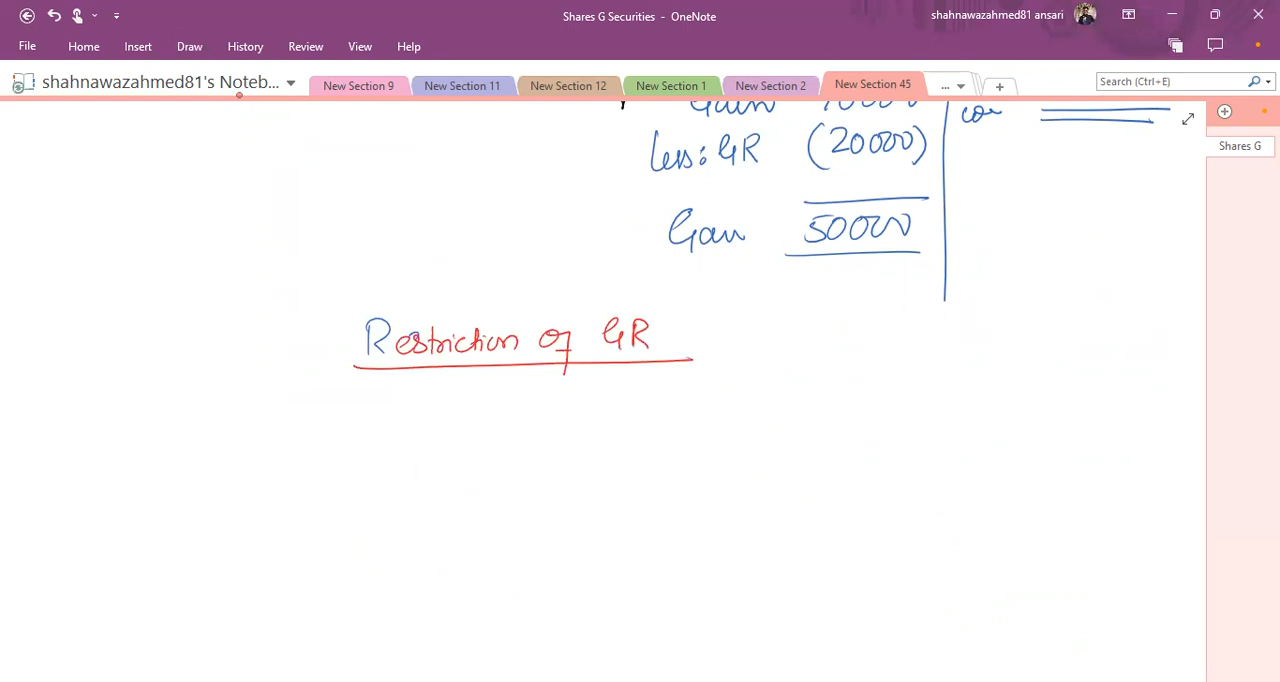 Shares G Securities - OneNote
shahnawazahmed81 ansari
File Home Insert Draw History Review View Help
shahnawazahmed81's Noteb...
New Section 9 New Section 11 New Section 12 New Section 1 New Section 2 New Section 45 ...
Search (Ctrl+E)
Shares G
Gain
Less: GR (20000)
Gain 50000
Restriction of GR